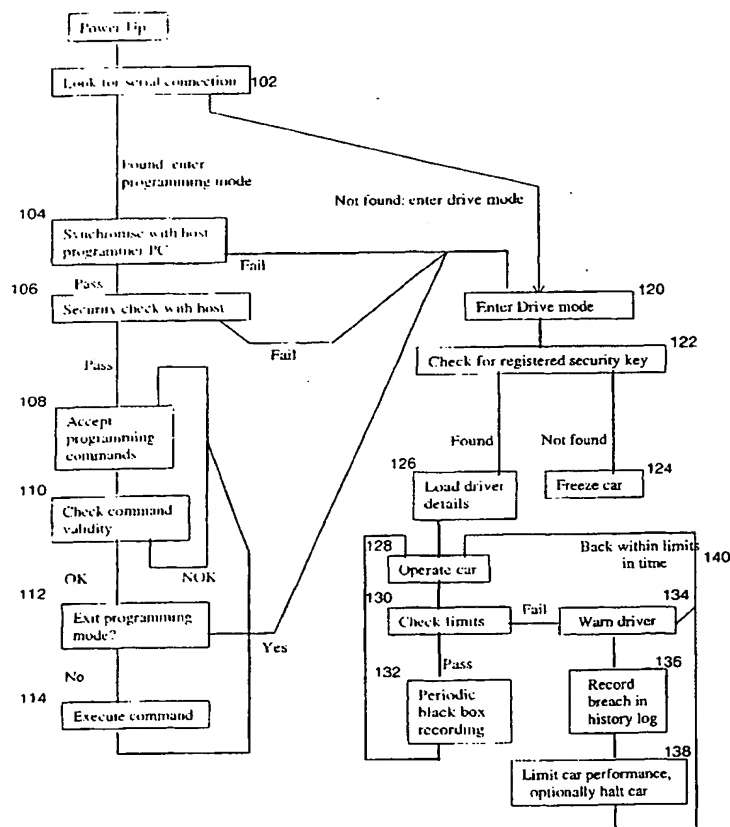 Power Up
Look for serial connection
102
Found: enter
programming mode
Not found: enter drive mode
104
Synchronise with host
programmer PC
Fail
Pass
106
Security check with host
Fail
Pass
120
Enter Drive mode
122
Check for registered security key
108
Accept
programming
commands
Found
Not found
126
Load driver
details
124
Freeze car
110
Check command
validity
OK
NOK
128
Operate car
Back within limits
in time
140
112
Exit programming
mode?
Yes
130
Check limits
Fail
134
Warn driver
No
Pass
114
Execute command
132
Periodic
black box
recording
136
Record
breach in
history log
138
Limit car performance,
optionally halt car